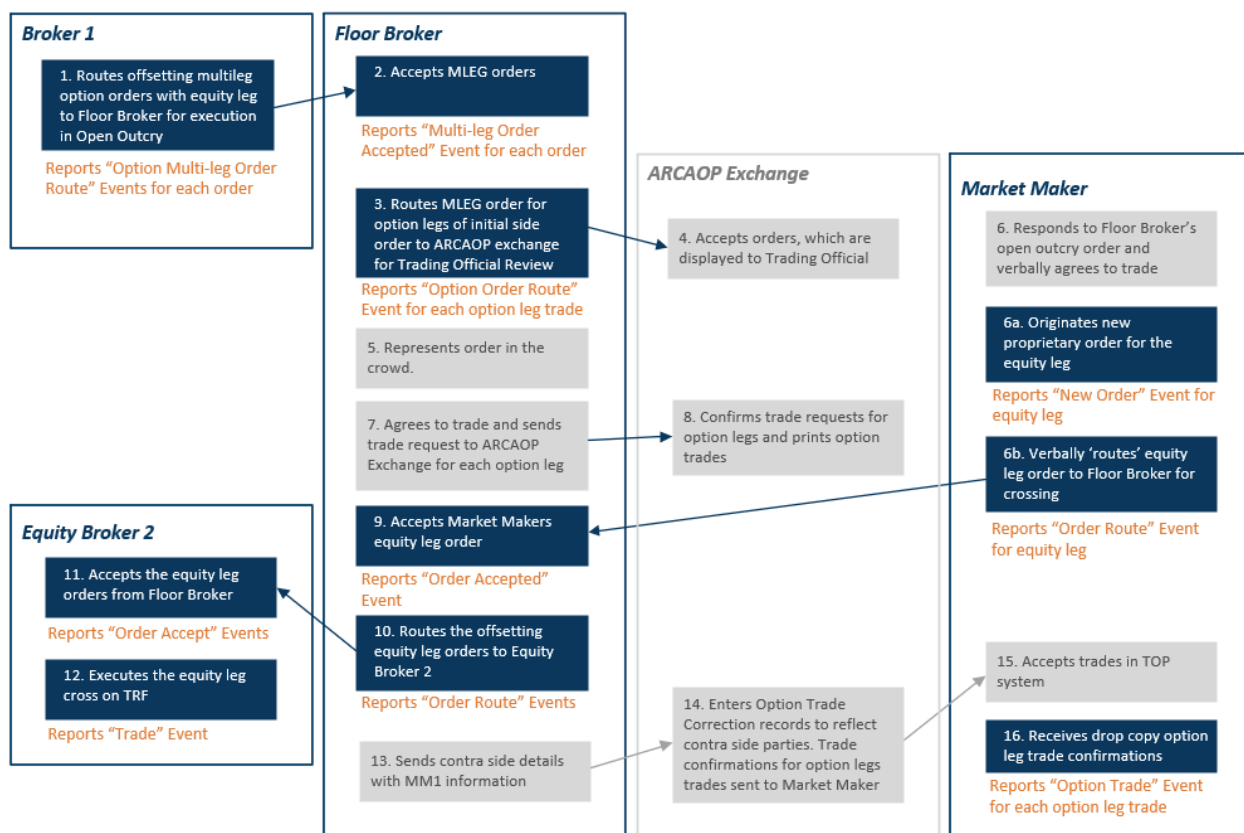 Broker 1
1. Routes offsetting multileg
option orders with equity leg
to Floor Broker for execution
in Open Outcry
Reports “Option Multi-leg Order
Route” Events for each order
Floor Broker
2. Accepts MLEG orders
Reports “Multi-leg Order
Accepted” Event for each order
3. Routes MLEG order for
option legs of initial side
order to ARCAOP exchange
for Trading Official Review
Reports “Option Order Route”
Event for each option leg trade
5. Represents order in the
crowd.
7. Agrees to trade and sends
trade request to ARCAOP
Exchange for each option leg
9. Accepts Market Makers
equity leg order
Reports “Order Accepted”
Event
10. Routes the offsetting
equity leg orders to Equity
Broker 2
Reports “Order Route” Events
13. Sends contra side details
with MM1 information
ARCAOP Exchange
4. Accepts orders, which are
displayed to Trading Official
8. Confirms trade requests for
option legs and prints option
trades
14. Enters Option Trade
Correction records to reflect
contra side parties. Trade
confirmations for option legs
trades sent to Market Maker
Market Maker
6. Responds to Floor Broker’s
open outcry order and
verbally agrees to trade
6a. Originates new
proprietary order for the
equity leg
Reports “New Order” Event for
equity leg
6b. Verbally ‘routes’ equity
leg order to Floor Broker for
crossing
Reports “Order Route” Event
for equity leg
15. Accepts trades in TOP
system
16. Receives drop copy option
leg trade confirmations
Reports “Option Trade” Event
for each option leg trade
Equity Broker 2
11. Accepts the equity leg
orders from Floor Broker
Reports “Order Accept” Events
12. Executes the equity leg
cross on TRF
Reports “Trade” Event